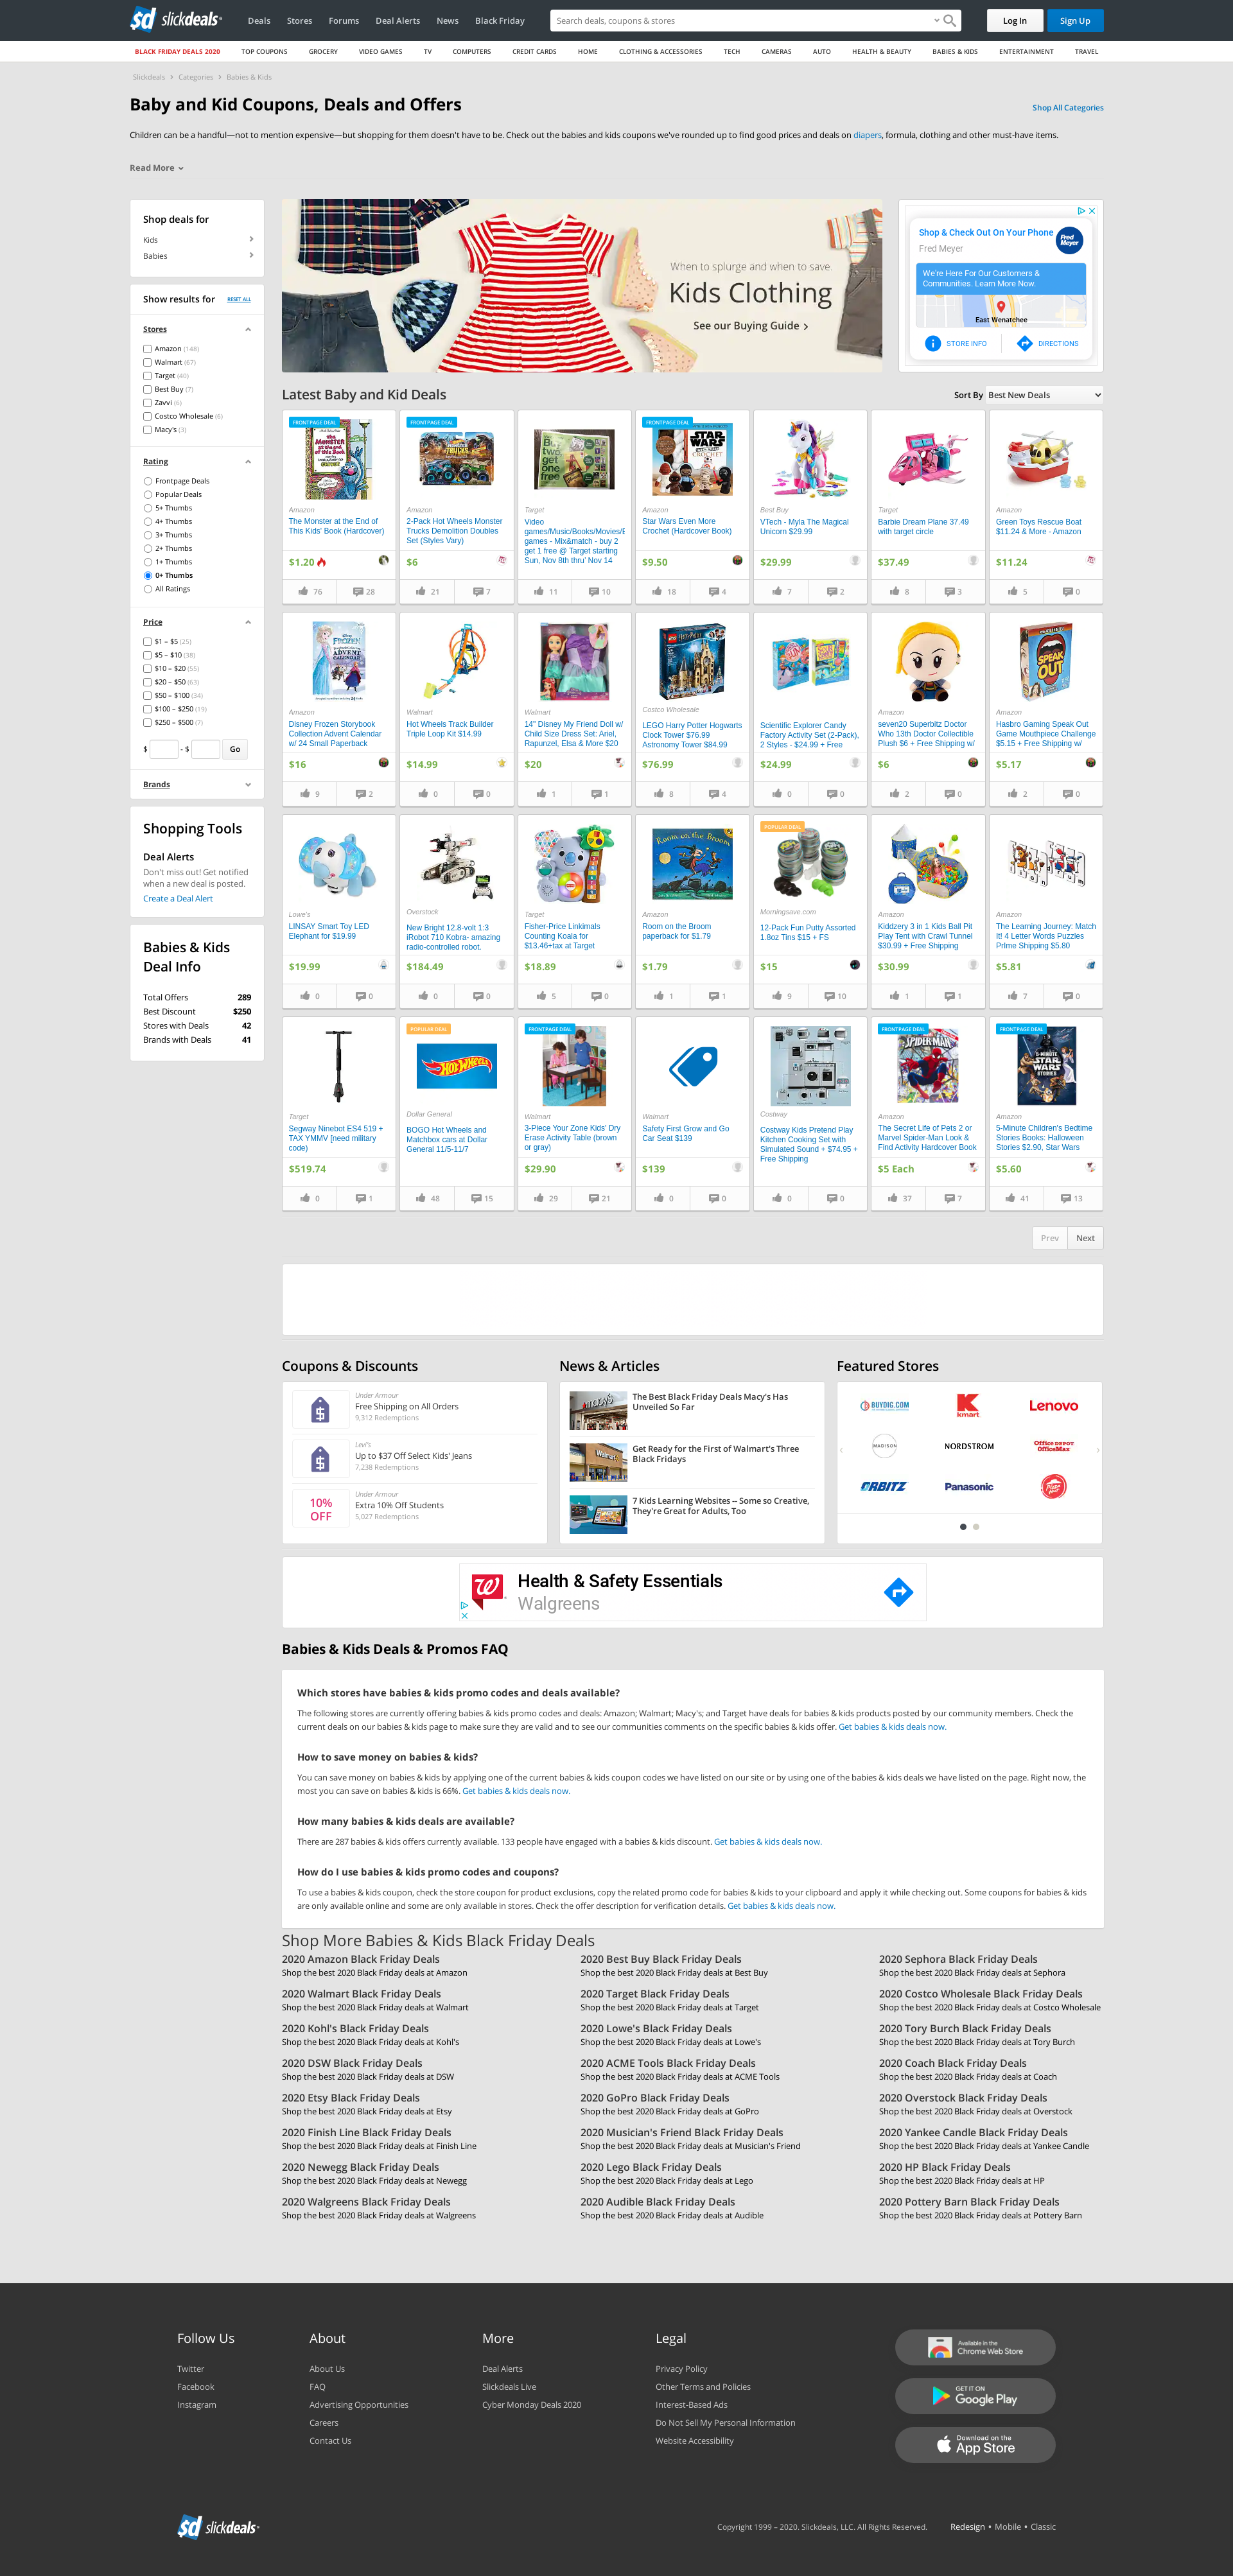 slickdeals
Deals
Stores
Forums
Deal Alerts
News
Black Friday
Search deals, coupons & stores
Log In
Sign Up
BLACK FRIDAY DEALS 2020
TOP COUPONS
GROCERY
VIDEO GAMES
TV
COMPUTERS
CREDIT CARDS
HOME
CLOTHING & ACCESSORIES
TECH
CAMERAS
AUTO
HEALTH & BEAUTY
BABIES & KIDS
ENTERTAINMENT
TRAVEL
Slickdeals > Categories > Babies & Kids
Baby and Kid Coupons, Deals and Offers
Shop All Categories
Children can be a handful—not to mention expensive—but shopping for them doesn't have to be. Check out the babies and kids coupons we've rounded up to find good prices and deals on diapers, formula, clothing and other must-have items.
Read More
Shop deals for
Kids
Babies
Show results for
RESET ALL
Stores
Amazon (148)
Walmart (67)
Target (40)
Best Buy (7)
Zavvi (6)
Costco Wholesale (6)
Macy's (3)
Rating
Frontpage Deals
Popular Deals
5+ Thumbs
4+ Thumbs
3+ Thumbs
2+ Thumbs
1+ Thumbs
0+ Thumbs
All Ratings
Price
$1 – $5 (25)
$5 – $10 (38)
$10 – $20 (55)
$20 – $50 (63)
$50 – $100 (34)
$100 – $250 (19)
$250 – $500 (7)
$ - $ Go
Brands
Shopping Tools
Deal Alerts
Don't miss out! Get notified
when a new deal is posted.
Create a Deal Alert
Babies & Kids
Deal Info
Total Offers 289
Best Discount $250
Stores with Deals 42
Brands with Deals 41
When to splurge and when to save.
Kids Clothing
See our Buying Guide >
Shop & Check Out On Your Phone
Fred Meyer
Fred Meyer
We're Here For Our Customers &
Communities. Learn More Now.
East Wenatchee
STORE INFO
DIRECTIONS
Latest Baby and Kid Deals
Sort By Best New Deals
FRONTPAGE DEAL
Amazon
The Monster at the End of
This Kids' Book (Hardcover)
$1.20
76
28
FRONTPAGE DEAL
TRUCKS
Amazon
2-Pack Hot Wheels Monster
Trucks Demolition Doubles
Set (Styles Vary)
$6
21
7
two
get one
free
Target
Video
games/Music/Books/Movies/E
games - Mix&match - buy 2
get 1 free @ Target starting
Sun, Nov 8th thru' Nov 14
11
10
FRONTPAGE DEAL
STAR WARS
CROCHET
Amazon
Star Wars Even More
Crochet (Hardcover Book)
$9.50
18
4
Best Buy
VTech - Myla The Magical
Unicorn $29.99
$29.99
7
2
Target
Barbie Dream Plane 37.49
with target circle
$37.49
8
3
Amazon
Green Toys Rescue Boat
$11.24 & More - Amazon
$11.24
5
0
FROZEN
ADVENT
CALENDAR
Amazon
Disney Frozen Storybook
Collection Advent Calendar
w/ 24 Small Paperback
$16
9
2
Walmart
Hot Wheels Track Builder
Triple Loop Kit $14.99
$14.99
0
0
Walmart
14" Disney My Friend Doll w/
Child Size Dress Set: Ariel,
Rapunzel, Elsa & More $20
$20
1
1
Costco Wholesale
LEGO Harry Potter Hogwarts
Clock Tower $76.99
Astronomy Tower $84.99
$76.99
8
4
Scientific Explorer Candy
Factory Activity Set (2-Pack),
2 Styles - $24.99 + Free
$24.99
0
0
Amazon
seven20 Superbitz Doctor
Who 13th Doctor Collectible
Plush $6 + Free Shipping w/
$6
2
0
SPEAK OUT
Amazon
Hasbro Gaming Speak Out
Game Mouthpiece Challenge
$5.15 + Free Shipping w/
$5.17
2
0
Lowe's
LINSAY Smart Toy LED
Elephant for $19.99
$19.99
0
0
Overstock
New Bright 12.8-volt 1:3
iRobot 710 Kobra- amazing
radio-controlled robot.
$184.49
0
0
Target
Fisher-Price Linkimals
Counting Koala for
$13.46+tax at Target
$18.89
5
0
Room on the Broom
Amazon
Room on the Broom
paperback for $1.79
$1.79
1
1
POPULAR DEAL
Morningsave.com
12-Pack Fun Putty Assorted
1.8oz Tins $15 + FS
$15
9
10
Amazon
Kiddzery 3 in 1 Kids Ball Pit
Play Tent with Crawl Tunnel
$30.99 + Free Shipping
$30.99
1
1
Amazon
The Learning Journey: Match
It! 4 Letter Words Puzzles
Prlme Shipping $5.80
$5.81
7
0
Target
Segway Ninebot ES4 519 +
TAX YMMV [need military
code)
$519.74
0
1
POPULAR DEAL
HOT WHEELS
Dollar General
BOGO Hot Wheels and
Matchbox cars at Dollar
General 11/5-11/7
48
15
FRONTPAGE DEAL
Walmart
3-Piece Your Zone Kids' Dry
Erase Activity Table (brown
or gray)
$29.90
29
21
Walmart
Safety First Grow and Go
Car Seat $139
$139
0
0
Costway
Costway Kids Pretend Play
Kitchen Cooking Set with
Simulated Sound + $74.95 +
Free Shipping
0
0
FRONTPAGE DEAL
SPIDER-MAN
Amazon
The Secret Life of Pets 2 or
Marvel Spider-Man Look &
Find Activity Hardcover Book
$5 Each
37
7
FRONTPAGE DEAL
5-MINUTE
STAR WARS
STORIES
Amazon
5-Minute Children's Bedtime
Stories Books: Halloween
Stories $2.90, Star Wars
$5.60
41
13
Prev
Next
Coupons & Discounts
Under Armour
Free Shipping on All Orders
9,312 Redemptions
Levi's
Up to $37 Off Select Kids' Jeans
7,238 Redemptions
10%
OFF
Under Armour
Extra 10% Off Students
5,027 Redemptions
News & Articles
macy's
The Best Black Friday Deals Macy's Has
Unveiled So Far
Walmart
Get Ready for the First of Walmart's Three
Black Fridays
7 Kids Learning Websites -- Some so Creative,
They're Great for Adults, Too
Featured Stores
BUYDIG.COM
kmart
Lenovo
MADISON
NORDSTROM
Office DEPOT
OfficeMax
ORBITZ
Panasonic
Pizza Hut
Health & Safety Essentials
Walgreens
Babies & Kids Deals & Promos FAQ
Which stores have babies & kids promo codes and deals available?
The following stores are currently offering babies & kids promo codes and deals: Amazon; Walmart; Macy's; and Target have deals for babies & kids products posted by our community members. Check the
current deals on our babies & kids page to make sure they are valid and to see our communities comments on the specific babies & kids offer. Get babies & kids deals now.
How to save money on babies & kids?
You can save money on babies & kids by applying one of the current babies & kids coupon codes we have listed on our site or by using one of the babies & kids deals we have listed on the page. Right now, the
most you can save on babies & kids is 66%. Get babies & kids deals now.
How many babies & kids deals are available?
There are 287 babies & kids offers currently available. 133 people have engaged with a babies & kids discount. Get babies & kids deals now.
How do I use babies & kids promo codes and coupons?
To use a babies & kids coupon, check the store coupon for product exclusions, copy the related promo code for babies & kids to your clipboard and apply it while checking out. Some coupons for babies & kids
are only available online and some are only available in stores. Check the offer description for verification details. Get babies & kids deals now.
Shop More Babies & Kids Black Friday Deals
2020 Amazon Black Friday Deals
Shop the best 2020 Black Friday deals at Amazon
2020 Best Buy Black Friday Deals
Shop the best 2020 Black Friday deals at Best Buy
2020 Sephora Black Friday Deals
Shop the best 2020 Black Friday deals at Sephora
2020 Walmart Black Friday Deals
Shop the best 2020 Black Friday deals at Walmart
2020 Target Black Friday Deals
Shop the best 2020 Black Friday deals at Target
2020 Costco Wholesale Black Friday Deals
Shop the best 2020 Black Friday deals at Costco Wholesale
2020 Kohl's Black Friday Deals
Shop the best 2020 Black Friday deals at Kohl's
2020 Lowe's Black Friday Deals
Shop the best 2020 Black Friday deals at Lowe's
2020 Tory Burch Black Friday Deals
Shop the best 2020 Black Friday deals at Tory Burch
2020 DSW Black Friday Deals
Shop the best 2020 Black Friday deals at DSW
2020 ACME Tools Black Friday Deals
Shop the best 2020 Black Friday deals at ACME Tools
2020 Coach Black Friday Deals
Shop the best 2020 Black Friday deals at Coach
2020 Etsy Black Friday Deals
Shop the best 2020 Black Friday deals at Etsy
2020 GoPro Black Friday Deals
Shop the best 2020 Black Friday deals at GoPro
2020 Overstock Black Friday Deals
Shop the best 2020 Black Friday deals at Overstock
2020 Finish Line Black Friday Deals
Shop the best 2020 Black Friday deals at Finish Line
2020 Musician's Friend Black Friday Deals
Shop the best 2020 Black Friday deals at Musician's Friend
2020 Yankee Candle Black Friday Deals
Shop the best 2020 Black Friday deals at Yankee Candle
2020 Newegg Black Friday Deals
Shop the best 2020 Black Friday deals at Newegg
2020 Lego Black Friday Deals
Shop the best 2020 Black Friday deals at Lego
2020 HP Black Friday Deals
Shop the best 2020 Black Friday deals at HP
2020 Walgreens Black Friday Deals
Shop the best 2020 Black Friday deals at Walgreens
2020 Audible Black Friday Deals
Shop the best 2020 Black Friday deals at Audible
2020 Pottery Barn Black Friday Deals
Shop the best 2020 Black Friday deals at Pottery Barn
Follow Us
Twitter
Facebook
Instagram
About
About Us
FAQ
Advertising Opportunities
Careers
Contact Us
More
Deal Alerts
Slickdeals Live
Cyber Monday Deals 2020
Legal
Privacy Policy
Other Terms and Policies
Interest-Based Ads
Do Not Sell My Personal Information
Website Accessibility
Available in the
Chrome Web Store
GET IT ON
Google Play
Download on the
App Store
slickdeals
Copyright 1999 – 2020. Slickdeals, LLC. All Rights Reserved.
Redesign • Mobile • Classic